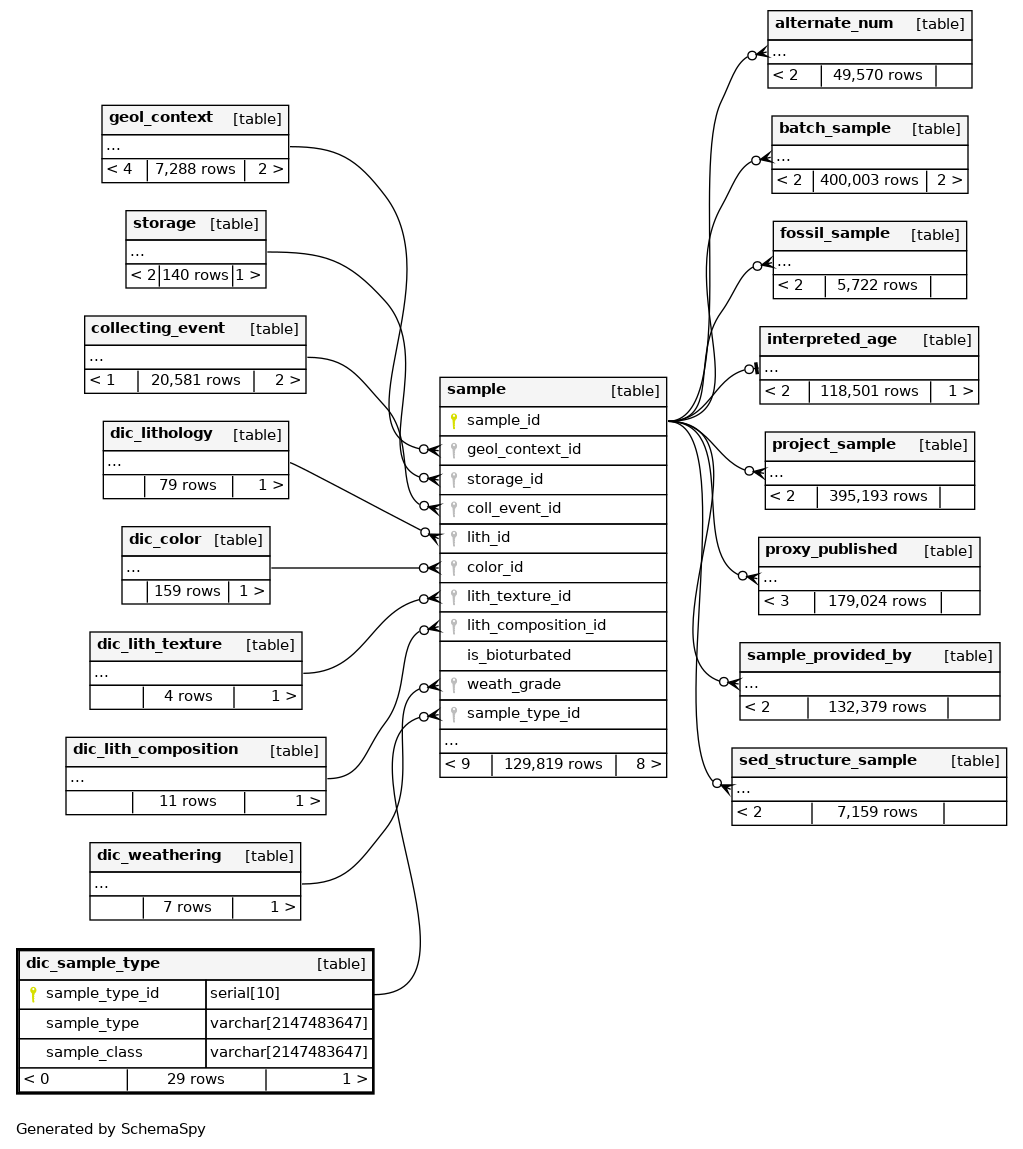 alternate_num [table]
...
< 2 49,570 rows
geol_context [table]
...
< 4 7,288 rows 2 >
batch_sample [table]
...
< 2 400,003 rows 2 >
storage [table]
...
< 2 140 rows 1 >
fossil_sample [table]
...
< 2 5,722 rows
collecting_event [table]
...
< 1 20,581 rows 2 >
interpreted_age [table]
...
< 2 118,501 rows 1 >
dic_lithology [table]
...
79 rows 1 >
project_sample [table]
...
< 2 395,193 rows
dic_color [table]
...
159 rows 1 >
proxy_published [table]
...
< 3 179,024 rows
dic_lith_texture [table]
...
4 rows 1 >
sample_provided_by [table]
...
< 2 132,379 rows
dic_lith_composition [table]
...
11 rows 1 >
sed_structure_sample [table]
...
< 2 7,159 rows
dic_weathering [table]
...
7 rows 1 >
sample [table]
sample_id
geol_context_id
storage_id
coll_event_id
lith_id
color_id
lith_texture_id
lith_composition_id
is_bioturbated
weath_grade
sample_type_id
...
< 9 129,819 rows 8 >
dic_sample_type [table]
sample_type_id serial[10]
sample_type varchar[2147483647]
sample_class varchar[2147483647]
< 0 29 rows 1 >
Generated by SchemaSpy